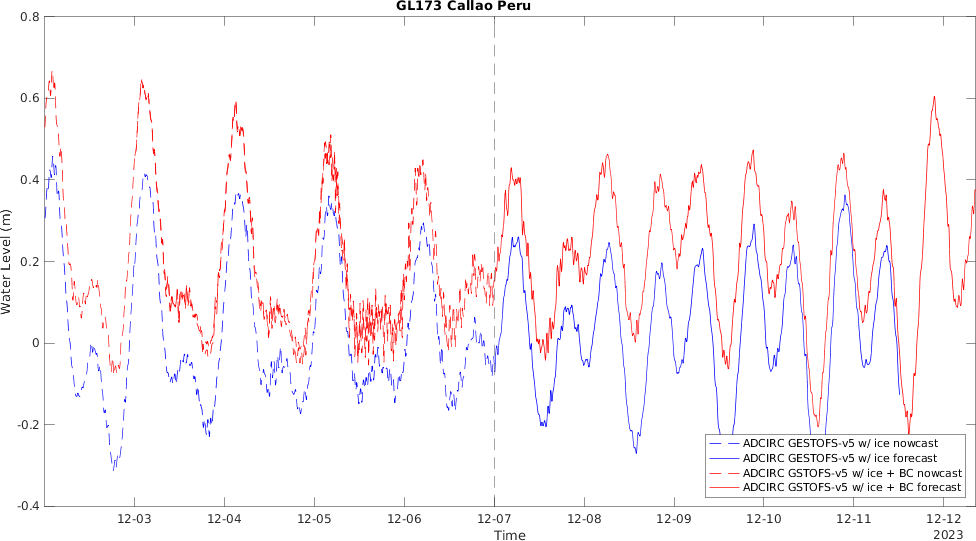 GL173 Callao Peru
0.8
0.6
0.4
0.2
0
-0.2
-0.4
Water Level (m)
12-03
12-04
12-05
12-06
12-07
12-08
12-09
12-10
12-11
12-12
2023
Time
ADCIRC GESTOFS-v5 w/ ice nowcast
ADCIRC GESTOFS-v5 w/ ice forecast
ADCIRC GSTOFS-v5 w/ ice + BC nowcast
ADCIRC GSTOFS-v5 w/ ice + BC forecast